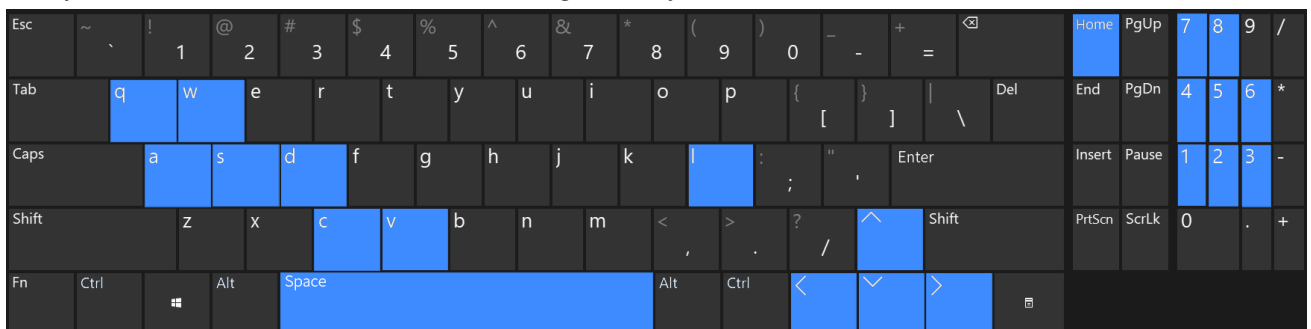 Esc ~ ` ! 1 @ 2 # 3 $ 4 % 5 ^ 6 & 7 * 8 ( 9 ) 0 _ - + = ⌫ Home PgUp 7 8 9 /
Tab q w e r t y u i o p { [ } ] | \ Del End PgDn 4 5 6 *
Caps a s d f g h j k l : ; " ' Enter Insert Pause 1 2 3 -
Shift z x c v b n m < , > . ? / ^ Shift PrtScn ScrLk 0 . +
Fn Ctrl Alt Space Alt Ctrl